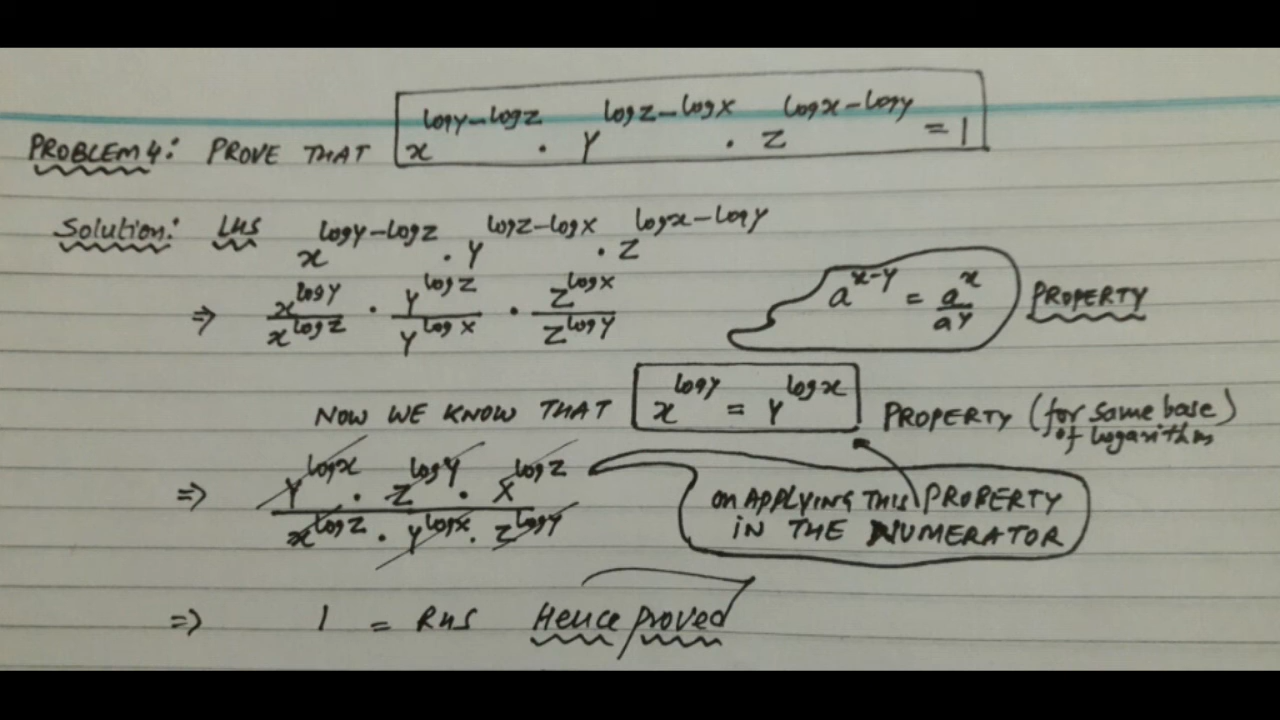 PROBLEM 4: PROVE THAT x^(logy-logz) . y^(logz-logx) . z^(logx-logy) = 1
Solution: LHS x^(logy-logz) . y^(logz-logx) . z^(logx-logy)
⇒ x^(logy)/x^(logz) . y^(logz)/y^(logx) . z^(logx)/z^(logy)
a^(x-y) = a^x/a^y PROPERTY
NOW WE KNOW THAT x^(logy) = y^(logx) PROPERTY (for same base)
of logarithm
⇒ y^(logx) . z^(logy) . x^(logz)
x^(logz) . y^(logx) . z^(logy)
ON APPLYING THIS PROPERTY
IN THE NUMERATOR
⇒ 1 = RHS Hence proved